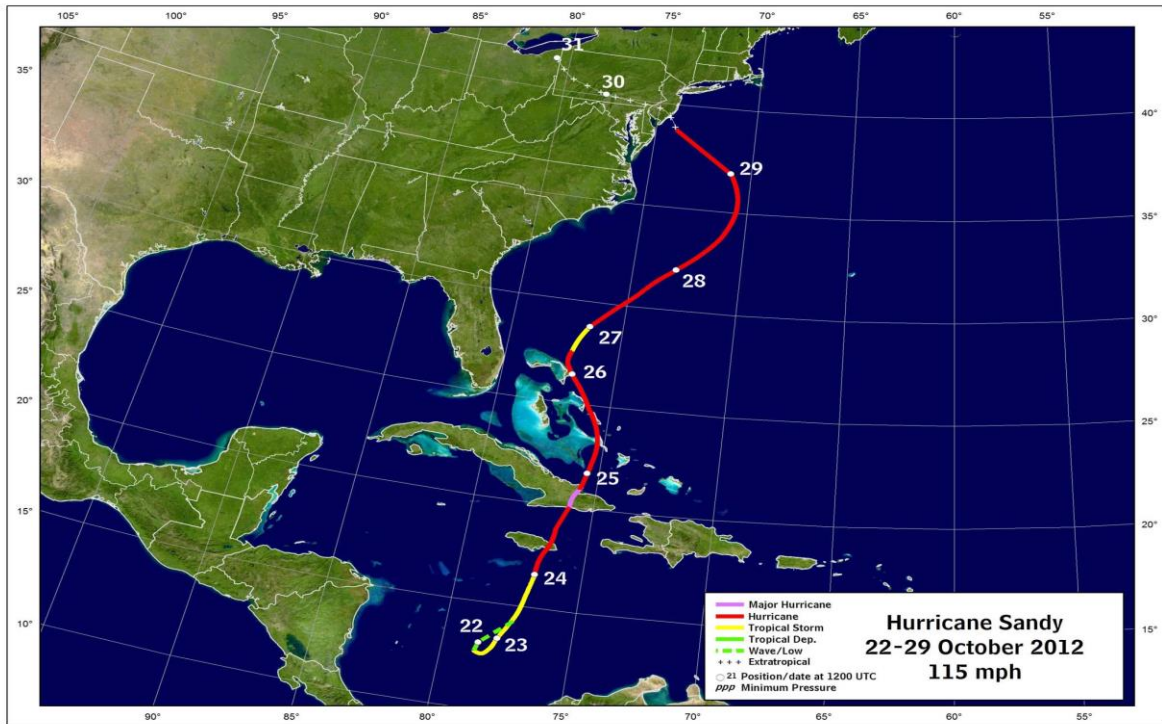 105° 100° 95° 90° 85° 80° 75° 70° 65° 60° 55°
35°
30°
25°
20°
15°
10°
40°
35°
30°
25°
20°
15°
31
30
29
28
27
26
25
24
22
23
Major Hurricane
Hurricane
Tropical Storm
Tropical Dep.
Wave/Low
+++ Extratropical
21 Position/date at 1200 UTC
ppp Minimum Pressure
Hurricane Sandy
22-29 October 2012
115 mph
90° 85° 80° 75° 70° 65° 60° 55°